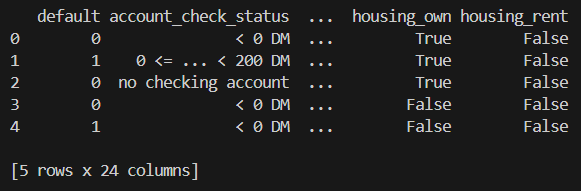 default account_check_status ... housing_own housing_rent
0 0 < 0 DM ... True False
1 1 0 <= ... < 200 DM ... True False
2 0 no checking account ... True False
3 0 < 0 DM ... False False
4 1 < 0 DM ... False False
[5 rows x 24 columns]